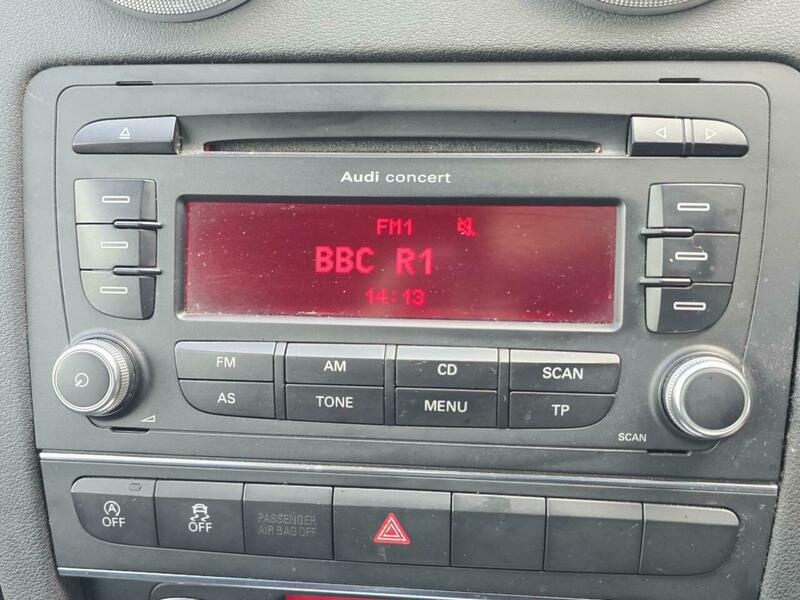 Audi concert
FM1
BBC R1
14:13
FM AM CD SCAN
AS TONE MENU TP
SCAN
A OFF
OFF
PASSENGER
AIR BAG OFF